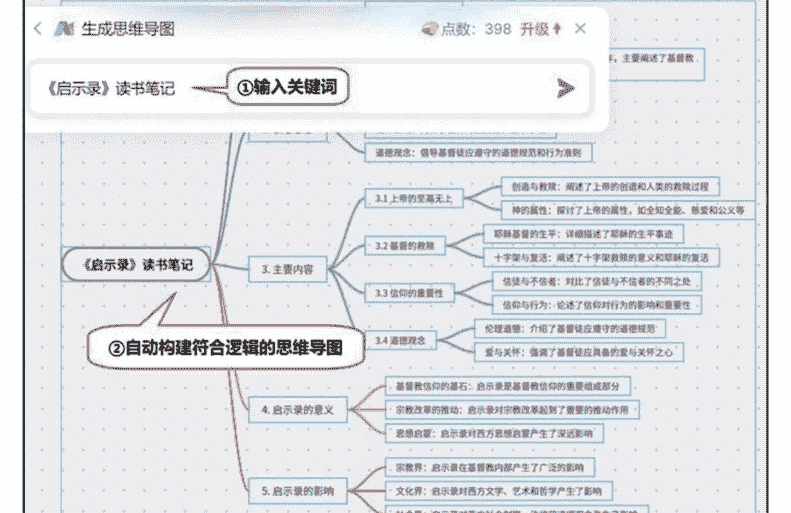 生成思维导图
点数：398 升级
《启示录》读书笔记
①输入关键词
主要阐述了基督教
道德观念：倡导基督徒应遵守的道德规范和行为准则
《启示录》读书笔记
②自动构建符合逻辑的思维导图
3. 主要内容
3.1 上帝的至高无上
创造与救赎：阐述了上帝的创造和人类的救赎过程
神的属性：探讨了上帝的属性，如全知全能、慈爱和公义等
3.2 基督的救赎
耶稣基督的生平：详细描述了耶稣的生平事迹
十字架与复活：阐述了十字架救赎的意义和耶稣的复活
3.3 信仰的重要性
信徒与不信者：对比了信徒与不信者的不同之处
信仰与行为：论述了信仰对行为的影响和重要性
3.4 道德观念
伦理道德：介绍了基督徒应遵守的道德规范
爱与关怀：强调了基督徒应具备的爱与关怀之心
4. 启示录的意义
基督教信仰的基石：启示录是基督教信仰的重要组成部分
宗教改革的推动：启示录对宗教改革起到了重要的推动作用
思想启蒙：启示录对西方思想启蒙产生了深远影响
5. 启示录的影响
宗教界：启示录在基督教内部产生了广泛的影响
文化界：启示录对西方文学、艺术和哲学产生了影响